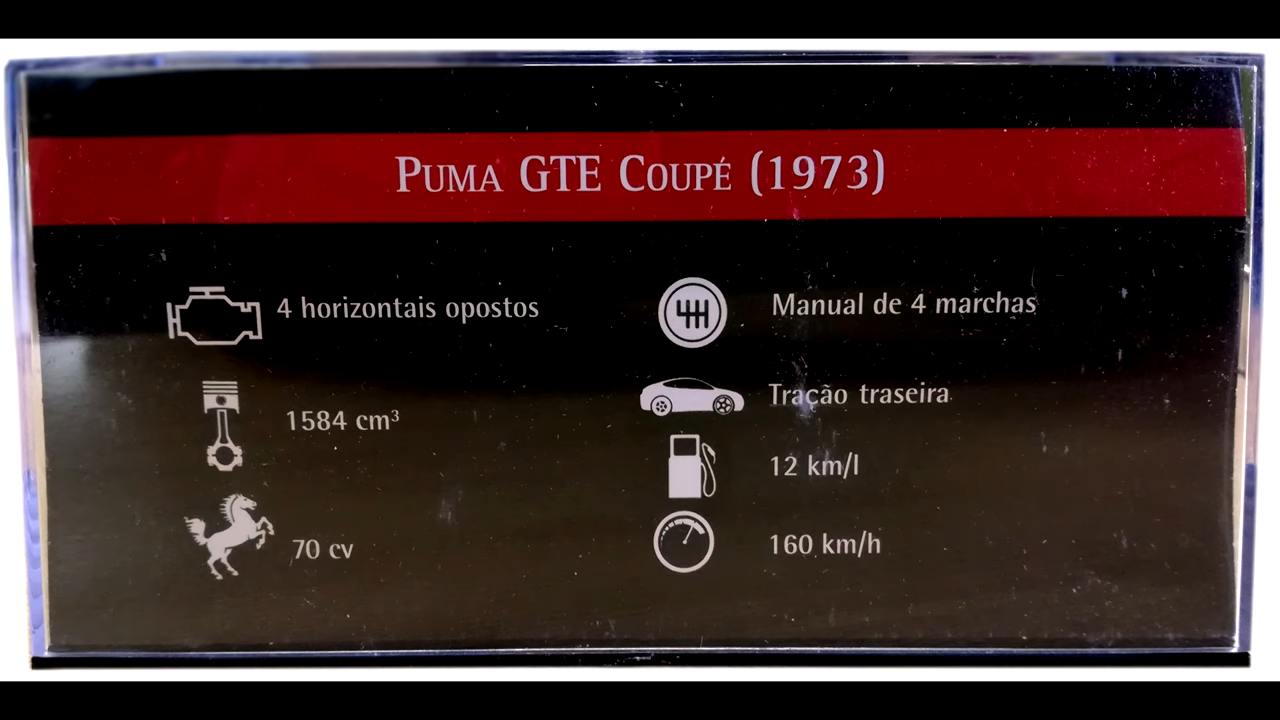 Puma GTE Coupé (1973)
4 horizontais opostos
1584 cm³
70 cv
Manual de 4 marchas
Tração traseira
12 km/l
160 km/h